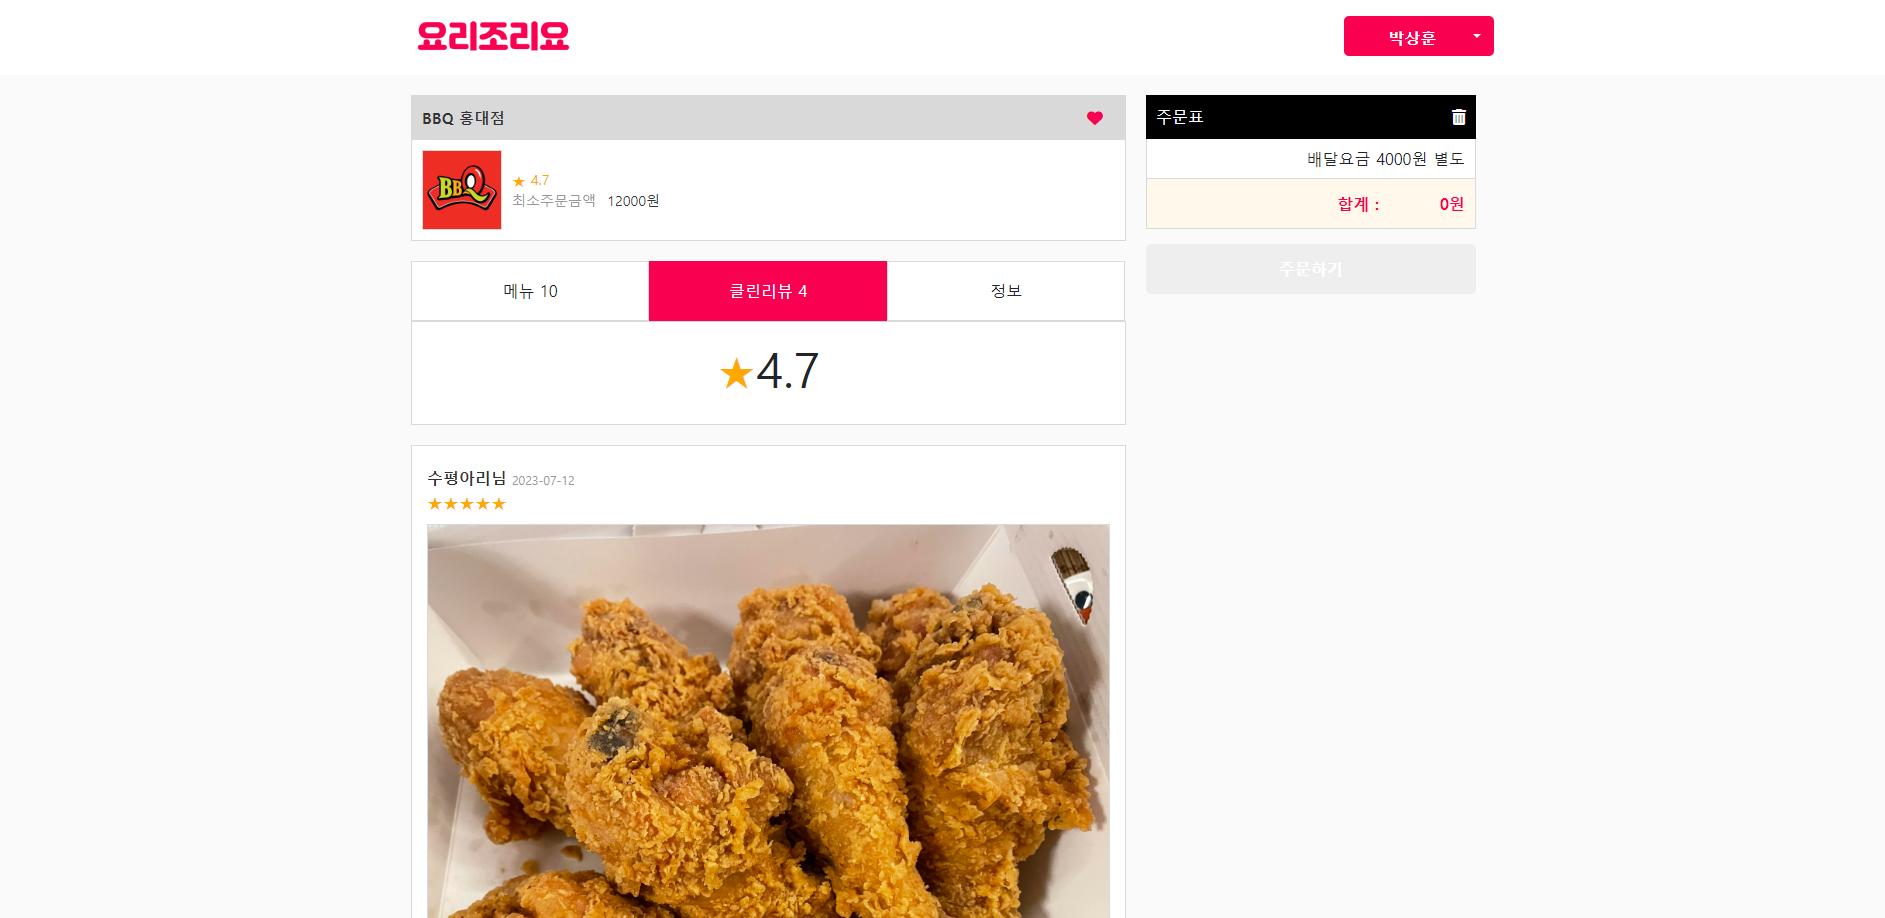 요리조리요
박상훈
BBQ 홍대점
BBQ
★ 4.7
최소주문금액 12000원
메뉴 10
클린리뷰 4
정보
★4.7
수평아리님 2023-07-12
★★★★★
주문표
배달요금 4000원 별도
합계 : 0원
주문하기